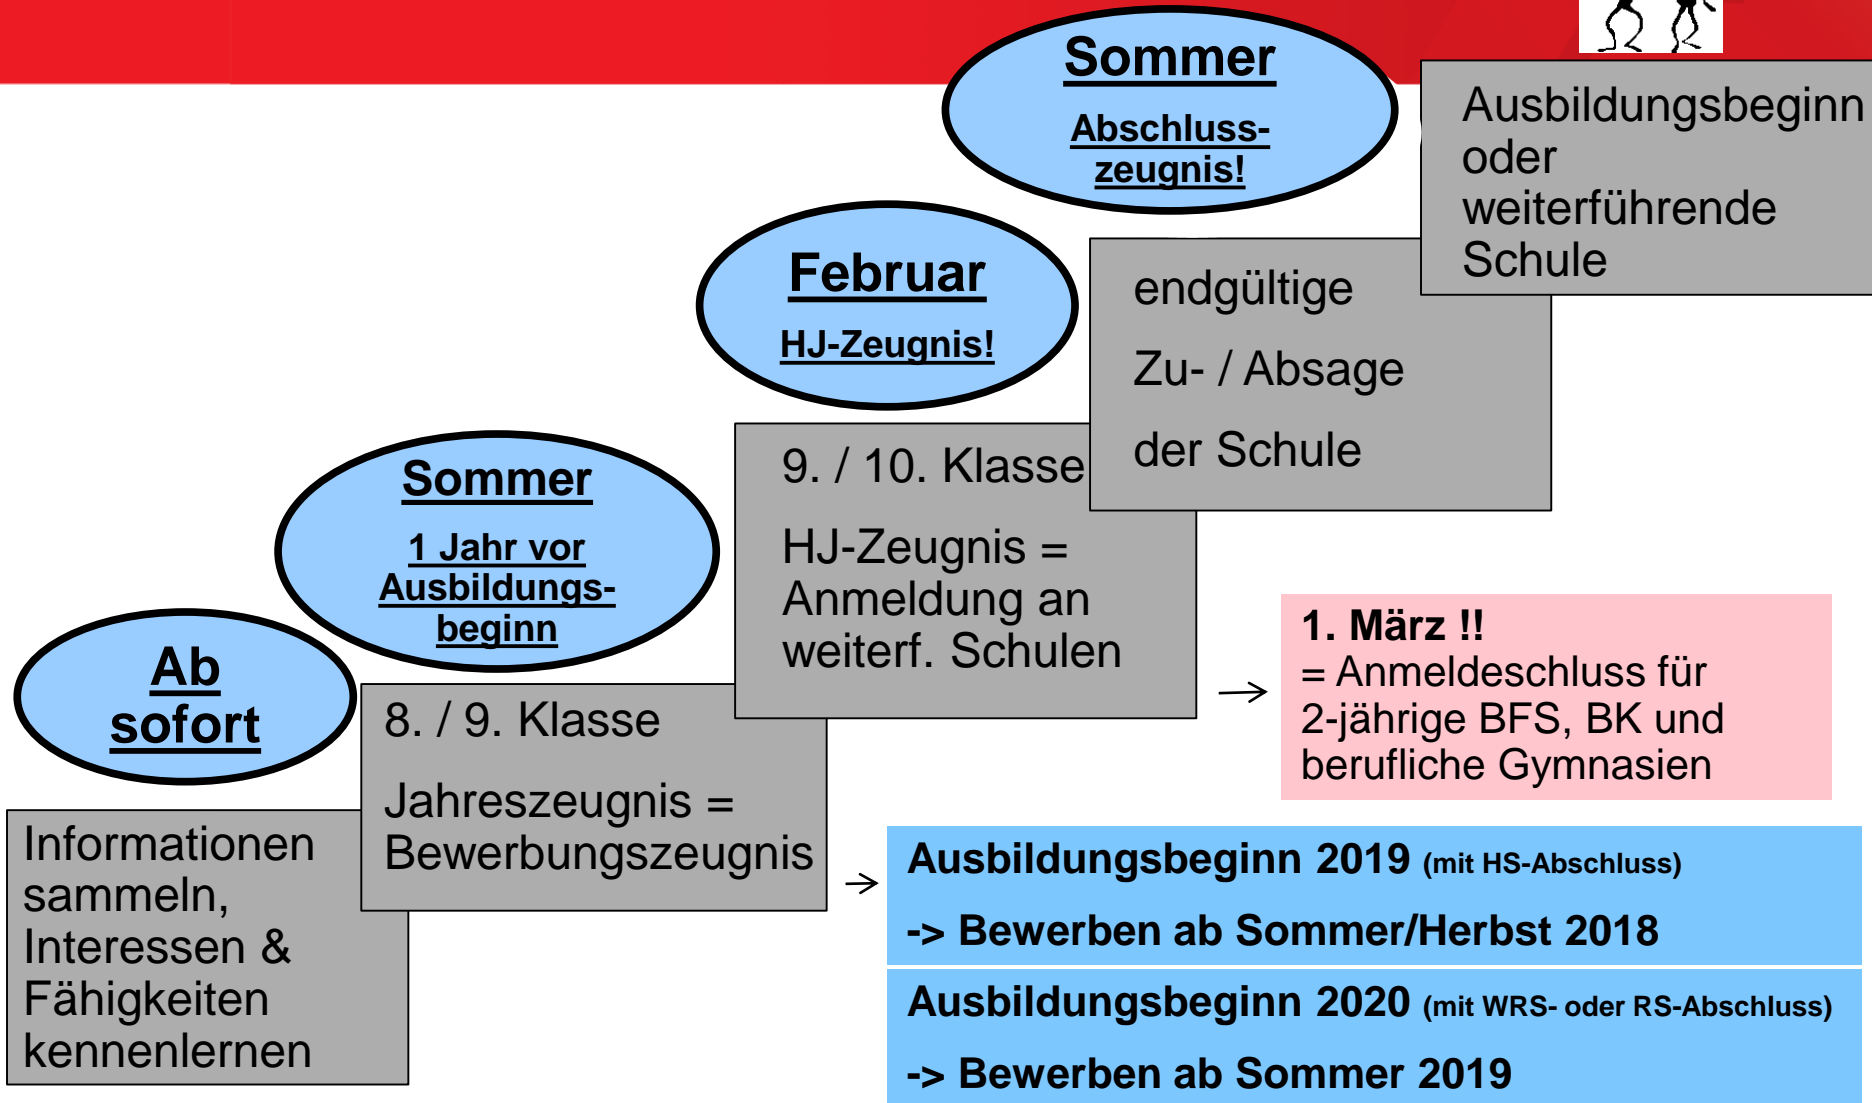 Ab
sofort
Informationen
sammeln,
Interessen &
Fähigkeiten
kennenlernen
Sommer
1 Jahr vor
Ausbildungs-
beginn
8. / 9. Klasse
Jahreszeugnis =
Bewerbungszeugnis
Februar
HJ-Zeugnis!
9. / 10. Klasse
HJ-Zeugnis =
Anmeldung an
weiterf. Schulen
Sommer
Abschluss-
zeugnis!
endgültige
Zu- / Absage
der Schule
Ausbildungsbeginn
oder
weiterführende
Schule
1. März !!
= Anmeldeschluss für
2-jährige BFS, BK und
berufliche Gymnasien
Ausbildungsbeginn 2019 (mit HS-Abschluss)
-> Bewerben ab Sommer/Herbst 2018
Ausbildungsbeginn 2020 (mit WRS- oder RS-Abschluss)
-> Bewerben ab Sommer 2019